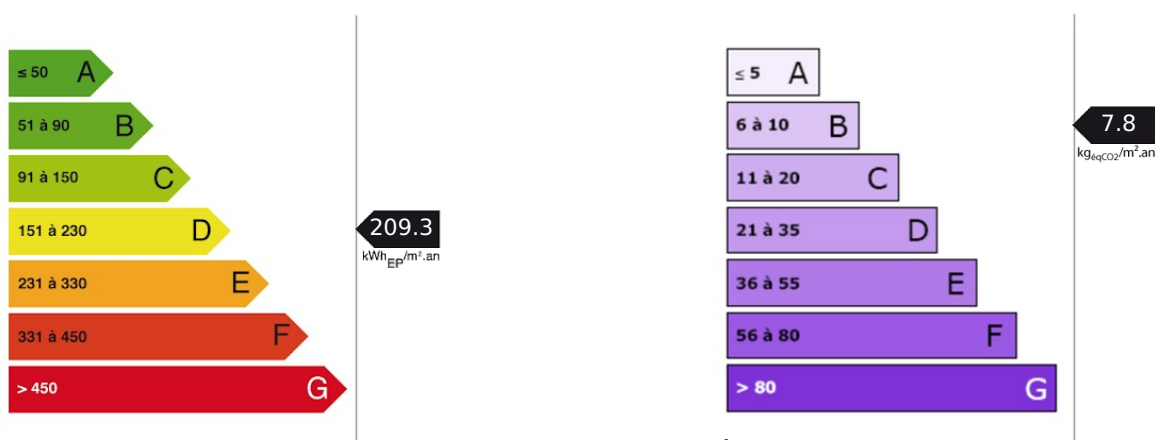 ≤ 50 A
51 à 90 B
91 à 150 C
151 à 230 D
231 à 330 E
331 à 450 F
> 450 G
209.3
kWhEP/m².an
≤ 5 A
6 à 10 B
11 à 20 C
21 à 35 D
36 à 55 E
56 à 80 F
> 80 G
7.8
kgéqCO2/m².an